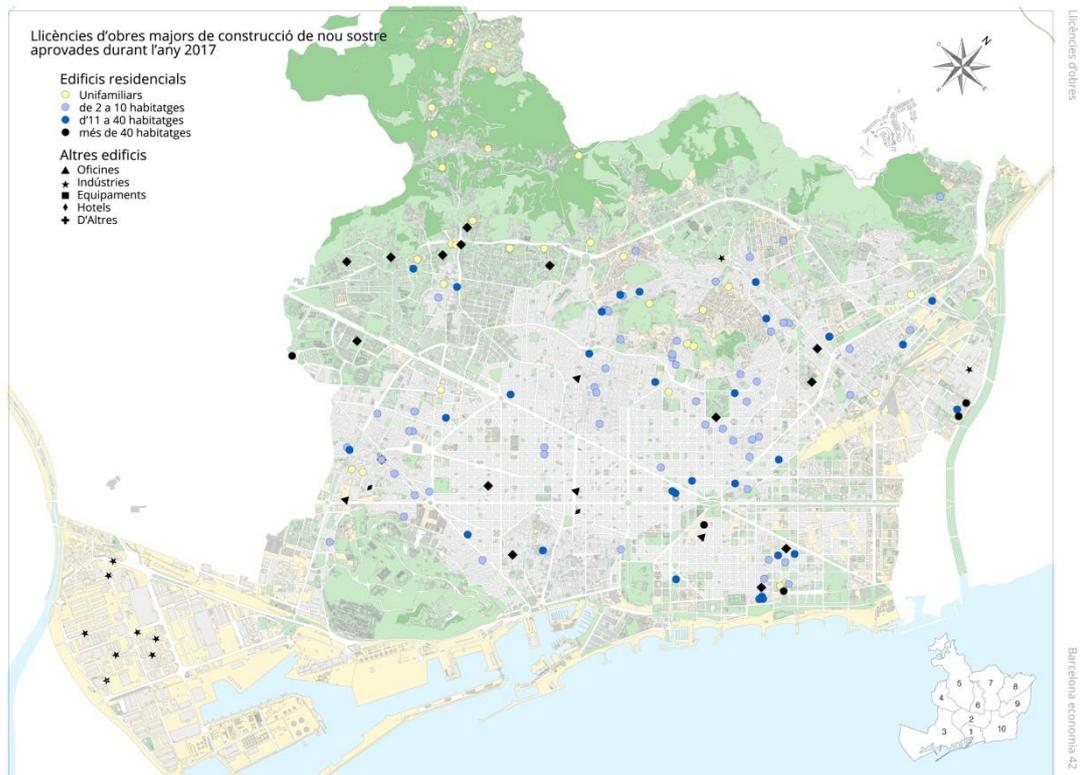 Llicències d'obres majors de construcció de nou sostre
aprovades durant l'any 2017
Edificis residencials
Unifamiliars
de 2 a 10 habitatges
d'11 a 40 habitatges
més de 40 habitatges
Altres edificis
Oficines
Indústries
Equipaments
Hotels
D'Altres
N
Llicències d'obres
Barcelona economia 42
5
7
8
4
6
9
2
3
1
10